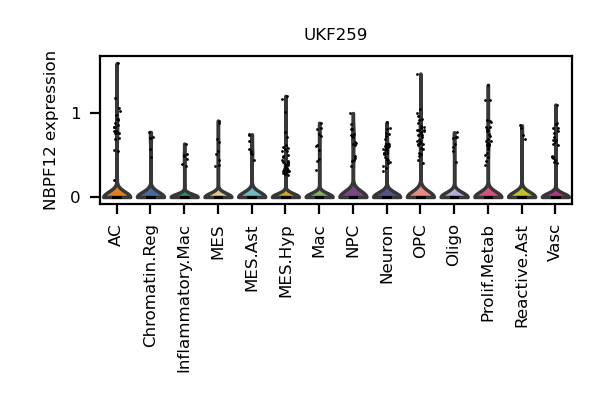 UKF259
NBPF12 expression
1
0
AC
Chromatin.Reg
Inflammatory.Mac
MES
MES.Ast
MES.Hyp
Mac
NPC
Neuron
OPC
Oligo
Prolif.Metab
Reactive.Ast
Vasc